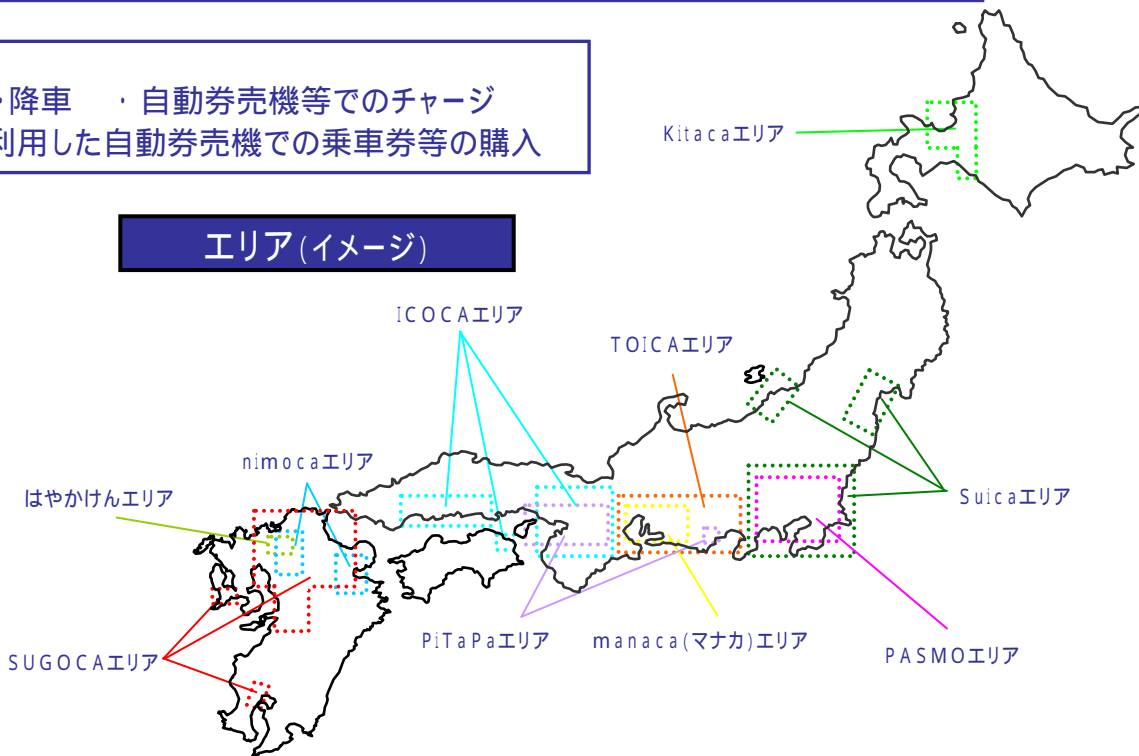 ・降車 ・自動券売機等でのチャージ
利用した自動券売機での乗車券等の購入
エリア(イメージ)
Kitacaエリア
ICOCAエリア
TOICAエリア
nimocaエリア
はやかけんエリア
Suicaエリア
PiTaPaエリア
manaca(マナカ)エリア
PASMOエリア
SUGOCAエリア